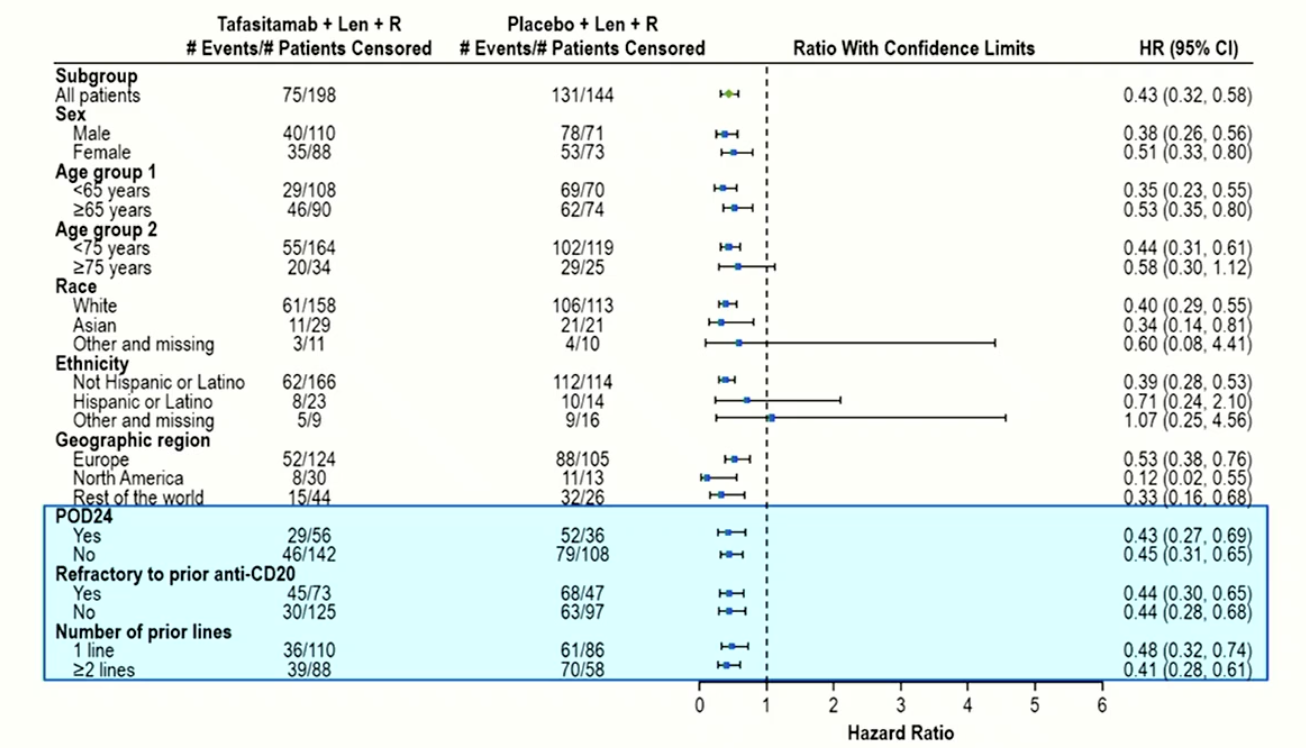 Tafasitamab + Len + R Placebo + Len + R
# Events/# Patients Censored # Events/# Patients Censored Ratio With Confidence Limits HR (95% CI)
Subgroup
All patients 75/198 131/144 0.43 (0.32, 0.58)
Sex
Male 40/110 78/71 0.38 (0.26, 0.56)
Female 35/88 53/73 0.51 (0.33, 0.80)
Age group 1
<65 years 29/108 69/70 0.35 (0.23, 0.55)
≥65 years 46/90 62/74 0.53 (0.35, 0.80)
Age group 2
<75 years 55/164 102/119 0.44 (0.31, 0.61)
≥75 years 20/34 29/25 0.58 (0.30, 1.12)
Race
White 61/158 106/113 0.40 (0.29, 0.55)
Asian 11/29 21/21 0.34 (0.14, 0.81)
Other and missing 3/11 4/10 0.60 (0.08, 4.41)
Ethnicity
Not Hispanic or Latino 62/166 112/114 0.39 (0.28, 0.53)
Hispanic or Latino 8/23 10/14 0.71 (0.24, 2.10)
Other and missing 5/9 9/16 1.07 (0.25, 4.56)
Geographic region
Europe 52/124 88/105 0.53 (0.38, 0.76)
North America 8/30 11/13 0.12 (0.02, 0.55)
Rest of the world 15/44 32/26 0.33 (0.16, 0.68)
POD24
Yes 29/56 52/36 0.43 (0.27, 0.69)
No 46/142 79/108 0.45 (0.31, 0.65)
Refractory to prior anti-CD20
Yes 45/73 68/47 0.44 (0.30, 0.65)
No 30/125 63/97 0.44 (0.28, 0.68)
Number of prior lines
1 line 36/110 61/86 0.48 (0.32, 0.74)
≥2 lines 39/88 70/58 0.41 (0.28, 0.61)
0 1 2 3 4 5 6
Hazard Ratio